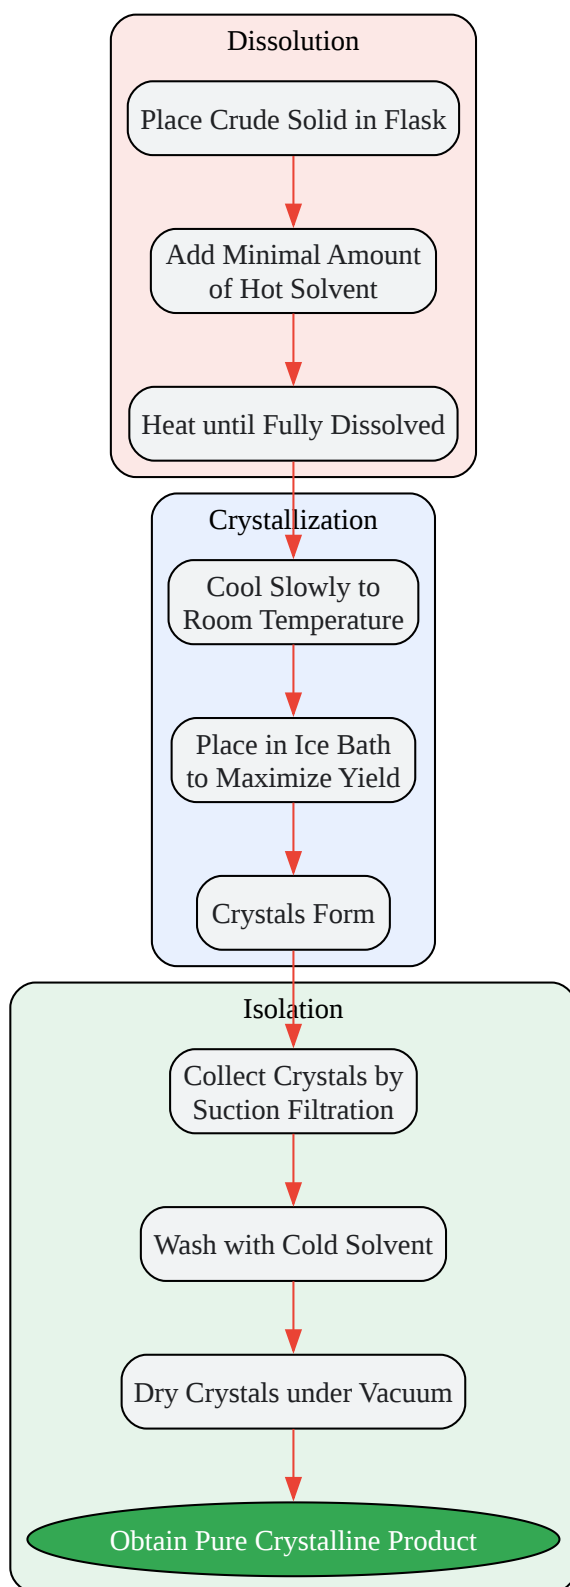 Dissolution
Place Crude Solid in Flask
Add Minimal Amount
of Hot Solvent
Heat until Fully Dissolved
Crystallization
Cool Slowly to
Room Temperature
Place in Ice Bath
to Maximize Yield
Crystals Form
Isolation
Collect Crystals by
Suction Filtration
Wash with Cold Solvent
Dry Crystals under Vacuum
Obtain Pure Crystalline Product